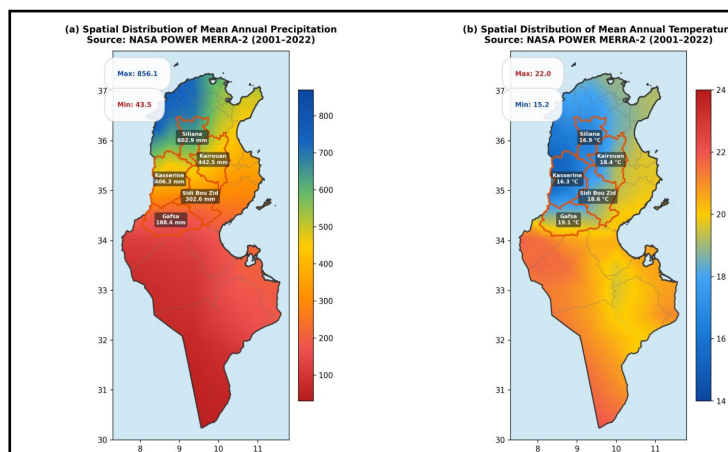 (a) Spatial Distribution of Mean Annual Precipitation
Source: NASA POWER MERRA-2 (2001–2022)
Max: 856.1
Min: 43.5
Siliana
602.9 mm
Kairouan
442.5 mm
Kasserine
406.3 mm
Sidi Bou Zid
302.6 mm
Gafsa
188.4 mm
37
36
35
34
33
32
31
30
8 9 10 11
800
700
600
500
400
300
200
100
(b) Spatial Distribution of Mean Annual Temperatur
Source: NASA POWER MERRA-2 (2001–2022)
Max: 22.0
Min: 15.2
Siliana
16.9 °C
Kairouan
18.4 °C
Kasserine
16.3 °C
Sidi Bou Zid
18.6 °C
Gafsa
19.1 °C
37
36
35
34
33
32
31
30
8 9 10 11
24
22
20
18
16
14